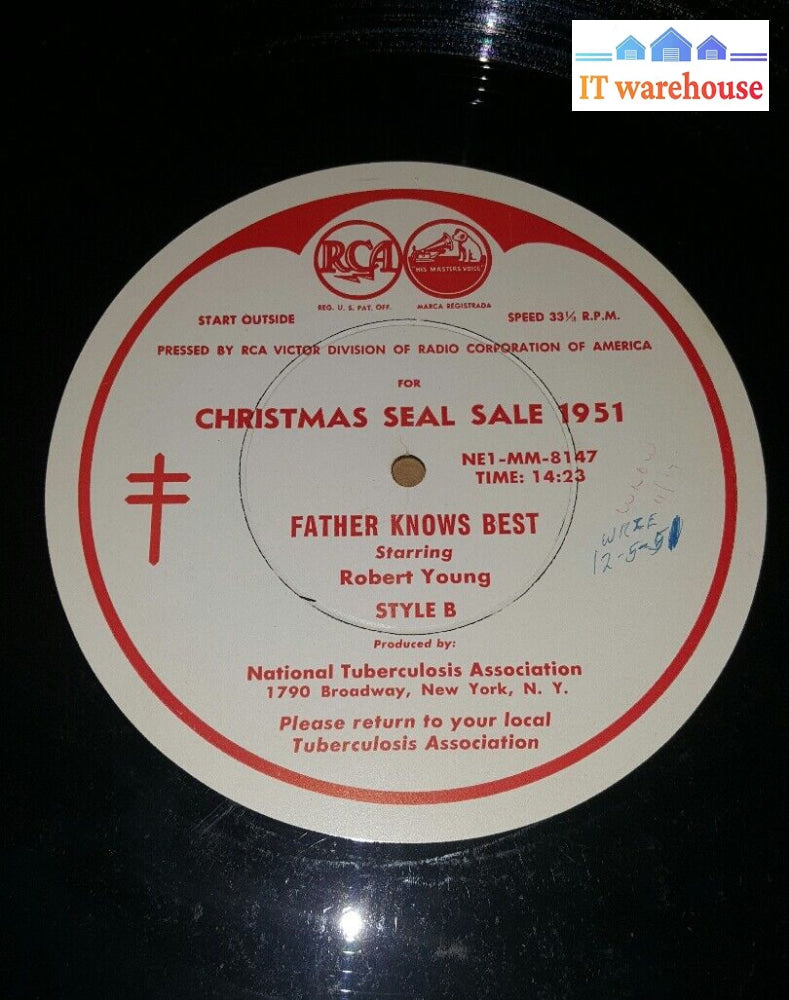 IT warehouse
RCA
"HIS MASTERS VOICE"
REG. U. S. PAT. OFF. MARCA REGISTRADA
START OUTSIDE SPEED 33⅓ R.P.M.
PRESSED BY RCA VICTOR DIVISION OF RADIO CORPORATION OF AMERICA
FOR
CHRISTMAS SEAL SALE 1951
NE1-MM-8147
TIME: 14:23
FATHER KNOWS BEST
Starring
Robert Young
STYLE B
WRIE
12-5-51
Produced by:
National Tuberculosis Association
1790 Broadway, New York, N. Y.
Please return to your local
Tuberculosis Association